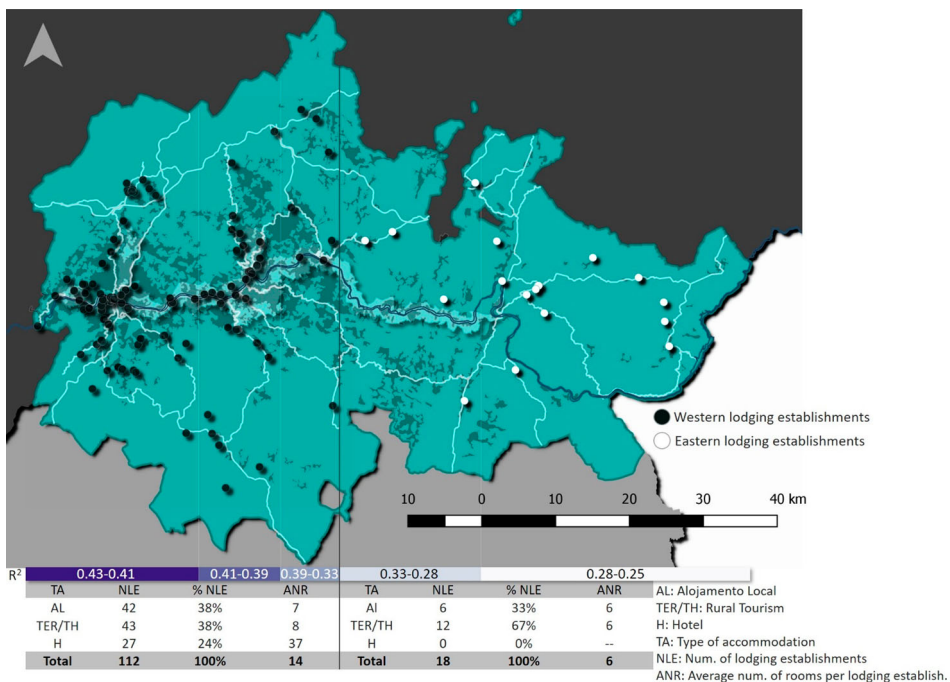 Western lodging establishments
Eastern lodging establishments
10 0 10 20 30 40 km
R² 0.43-0.41 0.41-0.39 0.39-0.33 0.33-0.28 0.28-0.25
TA NLE % NLE ANR TA NLE % NLE ANR AL: Alojamento Local
AL 42 38% 7 Al 6 33% 6 TER/TH: Rural Tourism
TER/TH 43 38% 8 TER/TH 12 67% 6 H: Hotel
H 27 24% 37 H 0 0% -- TA: Type of accommodation
Total 112 100% 14 Total 18 100% 6 NLE: Num. of lodging establishments
ANR: Average num. of rooms per lodging establish.